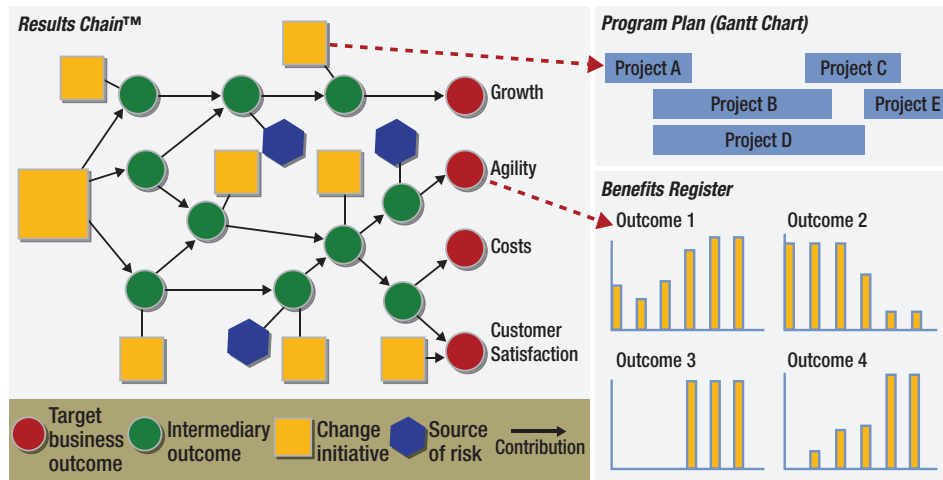 Results Chain™
Growth
Agility
Costs
Customer
Satisfaction
Target
business
outcome
Intermediary
outcome
Change
initiative
Source
of risk
Contribution
Program Plan (Gantt Chart)
Project A
Project C
Project B
Project E
Project D
Benefits Register
Outcome 1
Outcome 2
Outcome 3
Outcome 4